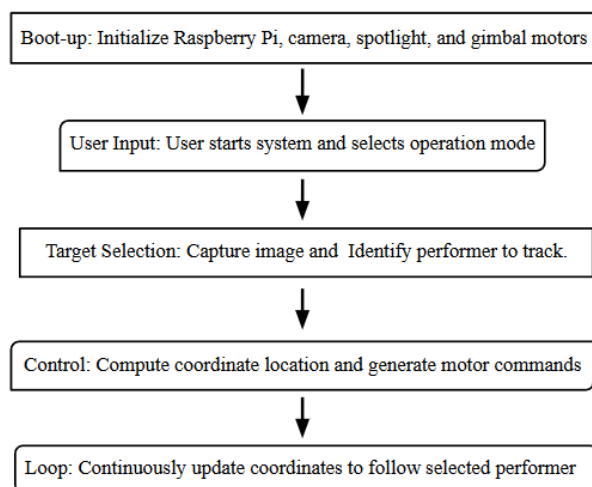 Boot-up: Initialize Raspberry Pi, camera, spotlight, and gimbal motors
User Input: User starts system and selects operation mode
Target Selection: Capture image and Identify performer to track.
Control: Compute coordinate location and generate motor commands
Loop: Continuously update coordinates to follow selected performer